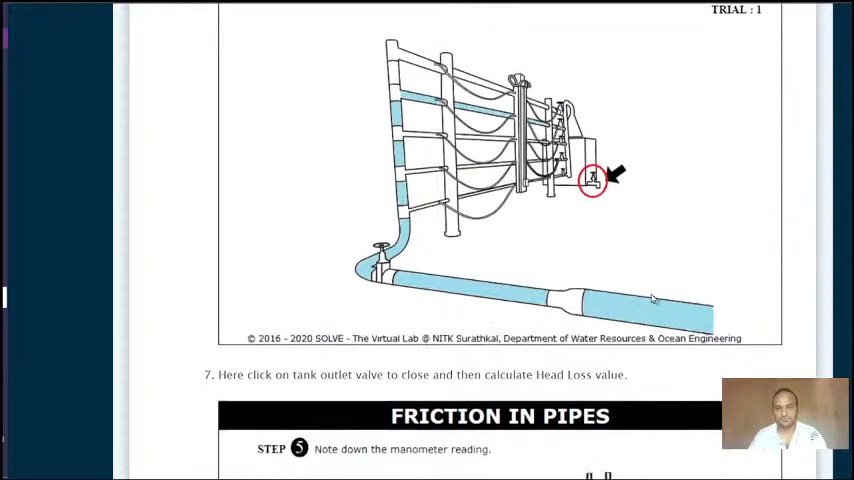 TRIAL : 1
© 2016 - 2020 SOLVE - The Virtual Lab @ NITK Surathkal, Department of Water Resources & Ocean Engineering
7. Here click on tank outlet valve to close and then calculate Head Loss value.
FRICTION IN PIPES
STEP 5 Note down the manometer reading.